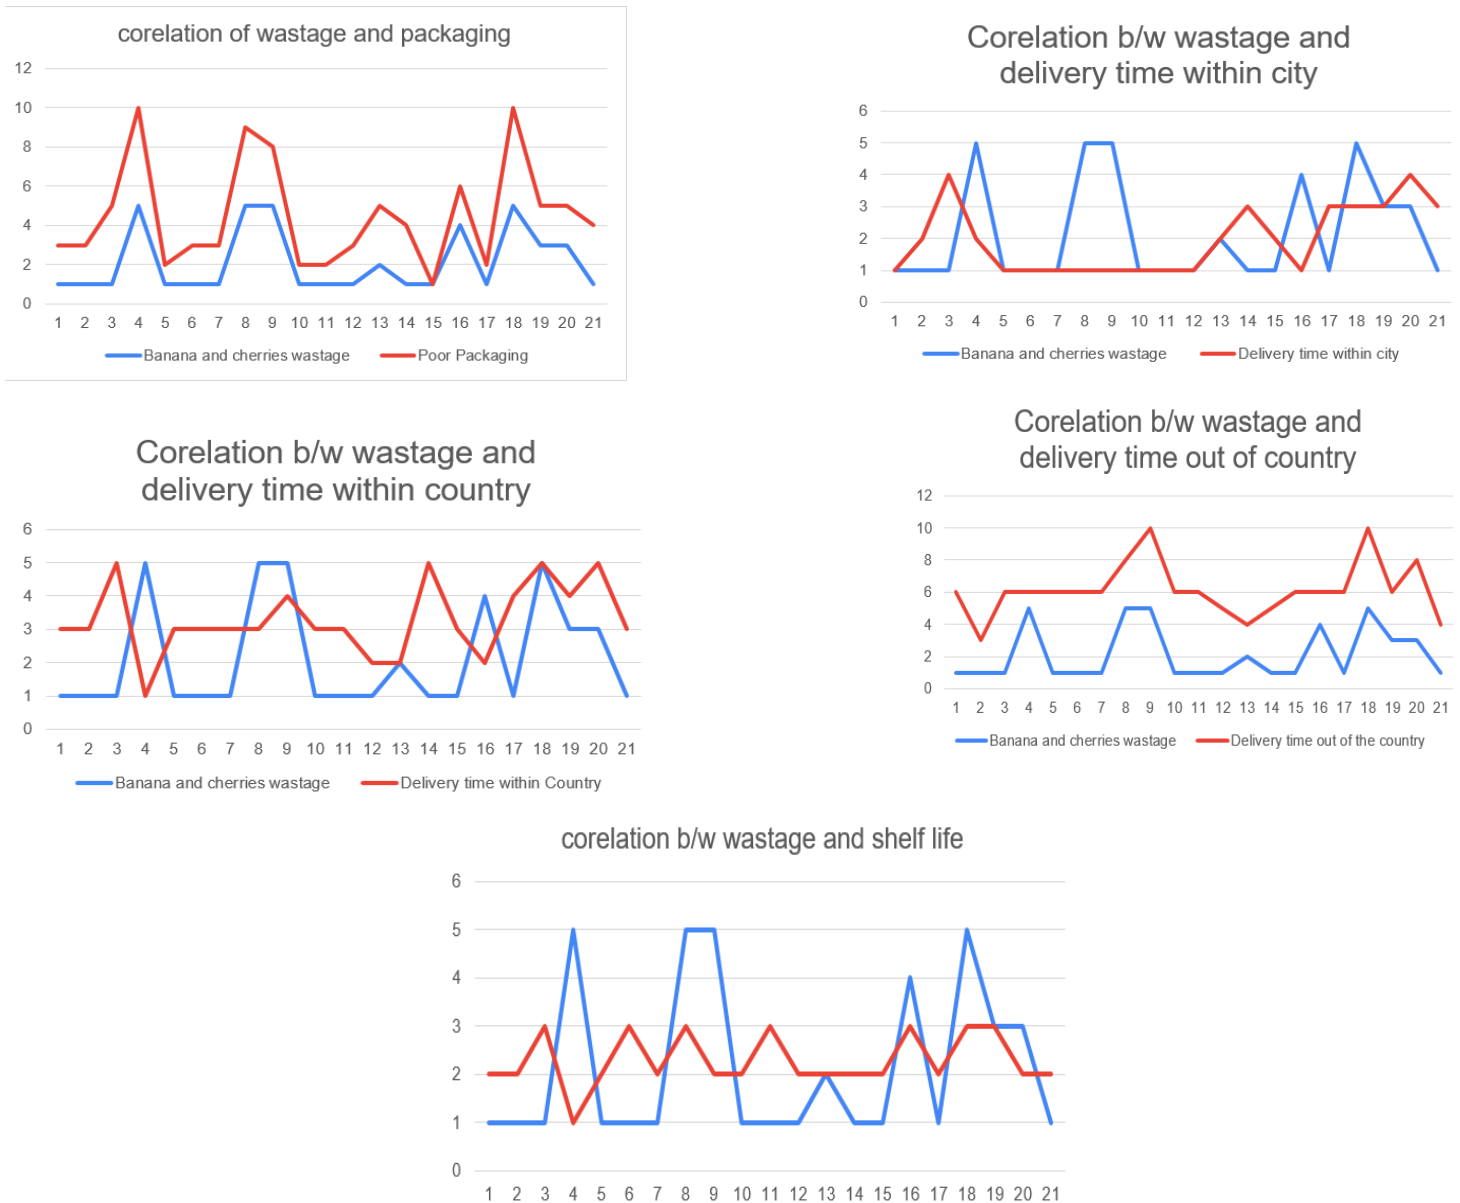 corelation of wastage and packaging
12
10
8
6
4
2
0
1 2 3 4 5 6 7 8 9 10 11 12 13 14 15 16 17 18 19 20 21
Banana and cherries wastage Poor Packaging
Corelation b/w wastage and
delivery time within city
6
5
4
3
2
1
0
1 2 3 4 5 6 7 8 9 10 11 12 13 14 15 16 17 18 19 20 21
Banana and cherries wastage Delivery time within city
Corelation b/w wastage and
delivery time within country
6
5
4
3
2
1
0
1 2 3 4 5 6 7 8 9 10 11 12 13 14 15 16 17 18 19 20 21
Banana and cherries wastage Delivery time within Country
Corelation b/w wastage and
delivery time out of country
12
10
8
6
4
2
0
1 2 3 4 5 6 7 8 9 10 11 12 13 14 15 16 17 18 19 20 21
Banana and cherries wastage Delivery time out of the country
corelation b/w wastage and shelf life
6
5
4
3
2
1
0
1 2 3 4 5 6 7 8 9 10 11 12 13 14 15 16 17 18 19 20 21